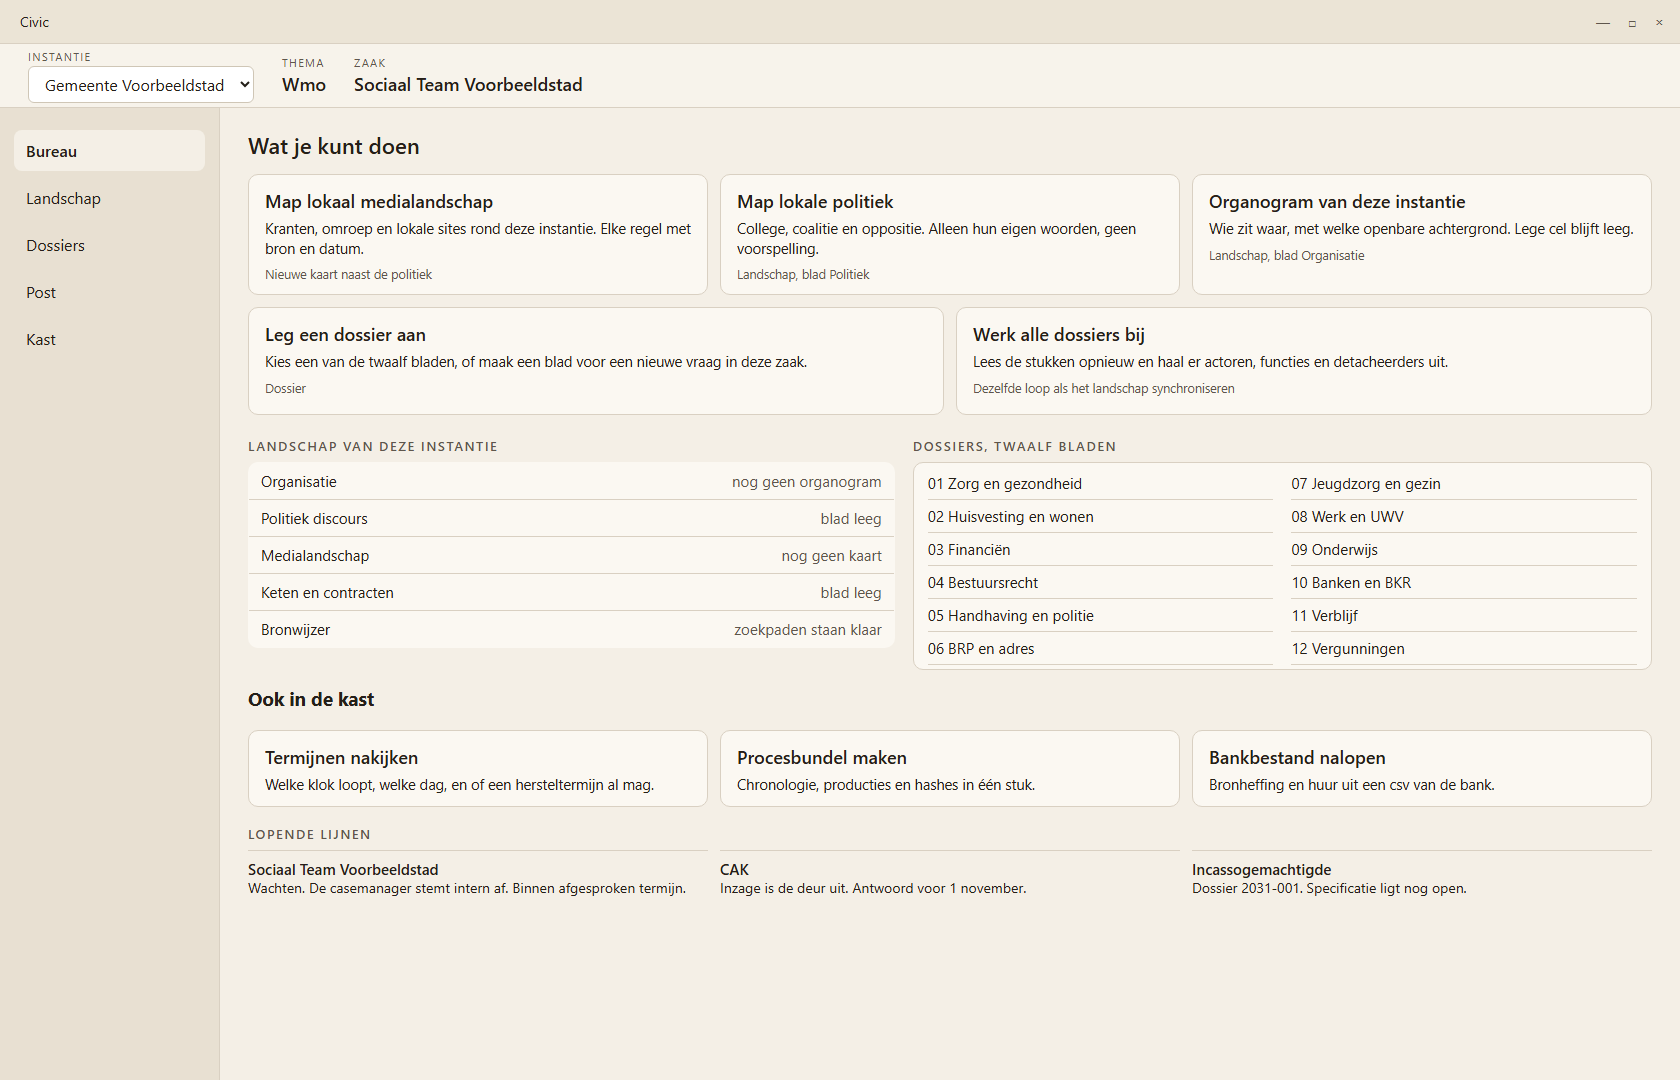 Civic
INSTANTIE
Gemeente Voorbeeldstad
THEMA
Wmo
ZAAK
Sociaal Team Voorbeeldstad
Bureau
Landschap
Dossiers
Post
Kast
Wat je kunt doen
Map lokaal medialandschap
Kranten, omroep en lokale sites rond deze instantie. Elke regel met
bron en datum.
Nieuwe kaart naast de politiek
Map lokale politiek
College, coalitie en oppositie. Alleen hun eigen woorden, geen
voorspelling.
Landschap, blad Politiek
Organogram van deze instantie
Wie zit waar, met welke openbare achtergrond. Lege cel blijft leeg.
Landschap, blad Organisatie
Leg een dossier aan
Kies een van de twaalf bladen, of maak een blad voor een nieuwe vraag in deze zaak.
Dossier
Werk alle dossiers bij
Lees de stukken opnieuw en haal er actoren, functies en detacheerders uit.
Dezelfde loop als het landschap synchroniseren
LANDSCHAP VAN DEZE INSTANTIE
Organisatie nog geen organogram
Politiek discours blad leeg
Medialandschap nog geen kaart
Keten en contracten blad leeg
Bronwijzer zoekpaden staan klaar
DOSSIERS, TWAALF BLADEN
01 Zorg en gezondheid
02 Huisvesting en wonen
03 Financiën
04 Bestuursrecht
05 Handhaving en politie
06 BRP en adres
07 Jeugdzorg en gezin
08 Werk en UWV
09 Onderwijs
10 Banken en BKR
11 Verblijf
12 Vergunningen
Ook in de kast
Termijnen nakijken
Welke klok loopt, welke dag, en of een hersteltermijn al mag.
Procesbundel maken
Chronologie, producties en hashes in één stuk.
Bankbestand nalopen
Bronheffing en huur uit een csv van de bank.
LOPENDE LIJNEN
Sociaal Team Voorbeeldstad
Wachten. De casemanager stemt intern af. Binnen afgesproken termijn.
CAK
Inzage is de deur uit. Antwoord voor 1 november.
Incassogemachtigde
Dossier 2031-001. Specificatie ligt nog open.